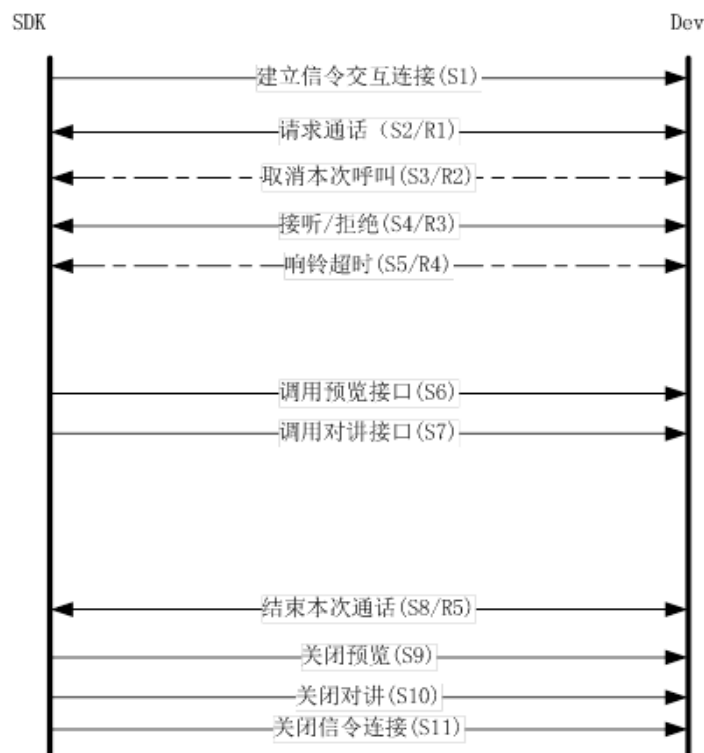 SDK Dev
建立信令交互连接(S1)
请求通话（S2/R1)
取消本次呼叫(S3/R2)
接听/拒绝(S4/R3)
响铃超时(S5/R4)
调用预览接口(S6)
调用对讲接口(S7)
结束本次通话(S8/R5)
关闭预览(S9)
关闭对讲(S10)
关闭信令连接(S11)